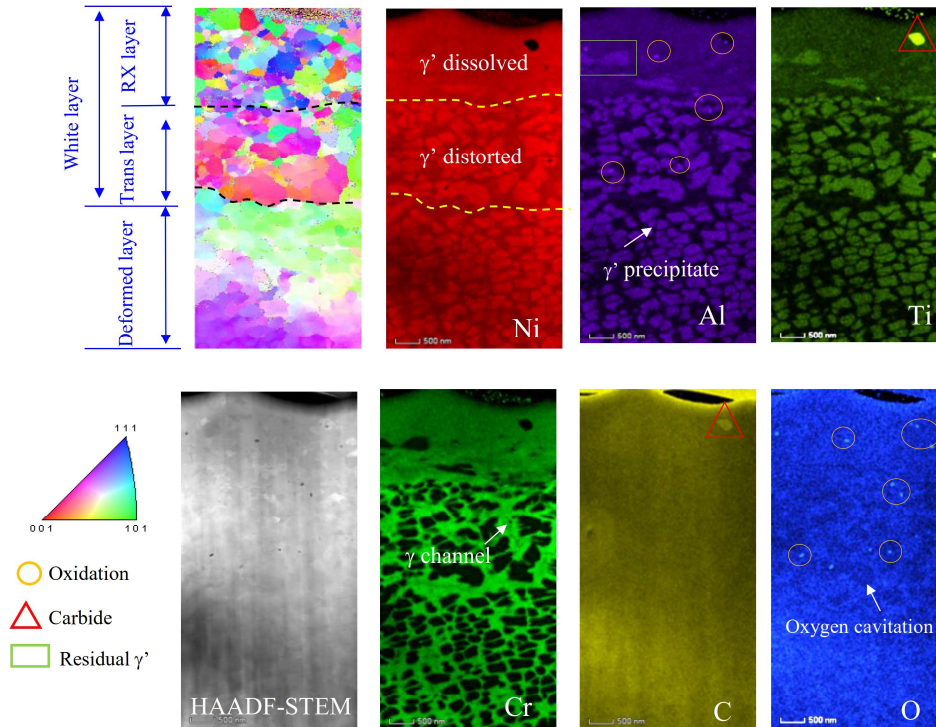 White layer
RX layer
Trans layer
Deformed layer
γ’ dissolved
γ’ distorted
Ni
500 nm
γ’ precipitate
Al
500 nm
Ti
500 nm
111
001
101
Oxidation
Carbide
Residual γ’
HAADF-STEM
500 nm
γ channel
Cr
500 nm
C
500 nm
Oxygen cavitation
O
500 nm